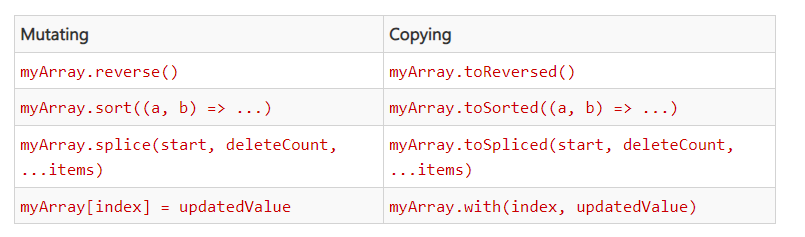 Mutating
Copying
myArray.reverse()
myArray.toReversed()
myArray.sort((a, b) => ...)
myArray.toSorted((a, b) => ...)
myArray.splice(start, deleteCount,
...items)
myArray.toSpliced(start, deleteCount,
...items)
myArray[index] = updatedValue
myArray.with(index, updatedValue)